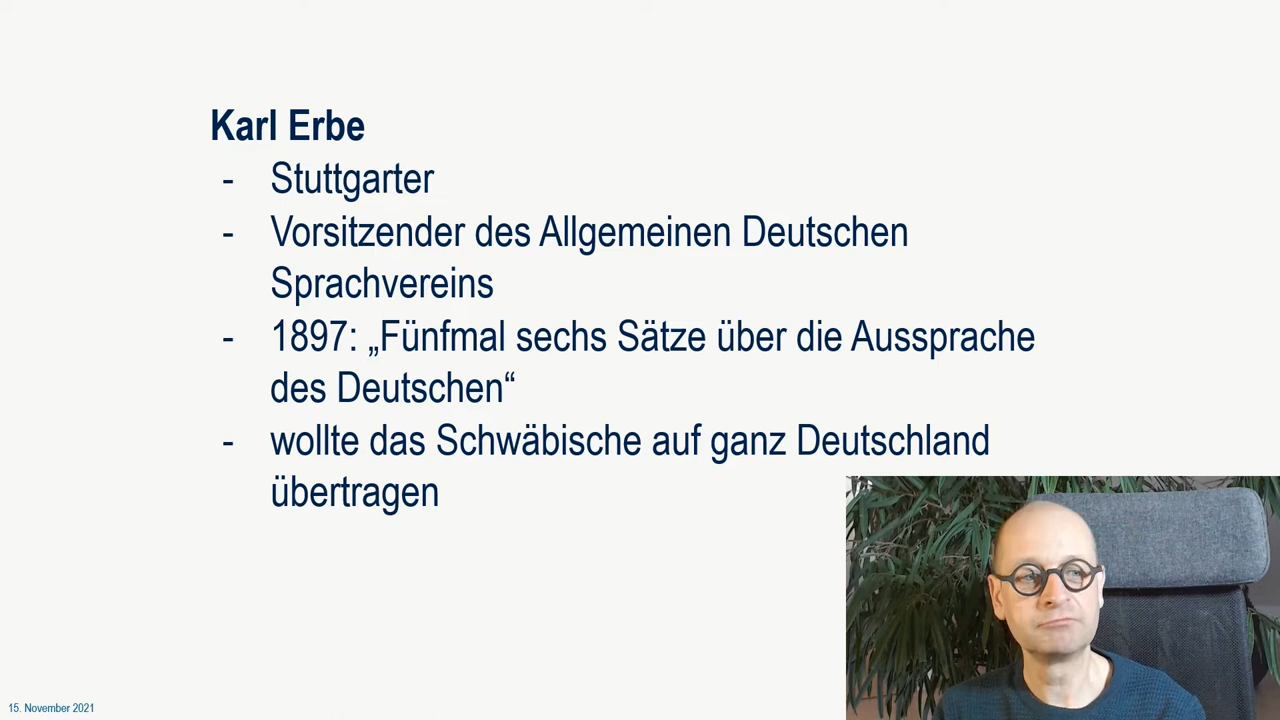 Karl Erbe
- Stuttgarter
- Vorsitzender des Allgemeinen Deutschen
Sprachvereins
- 1897: „Fünfmal sechs Sätze über die Aussprache
des Deutschen“
- wollte das Schwäbische auf ganz Deutschland
übertragen
15. November 2021